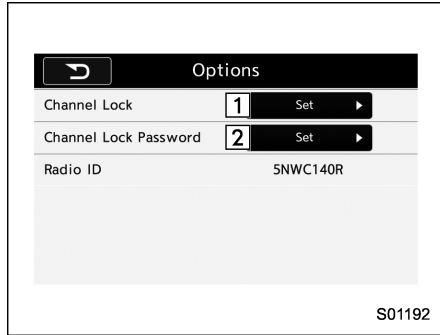 Options
Channel Lock 1 Set
Channel Lock Password 2 Set
Radio ID 5NWC140R
S01192